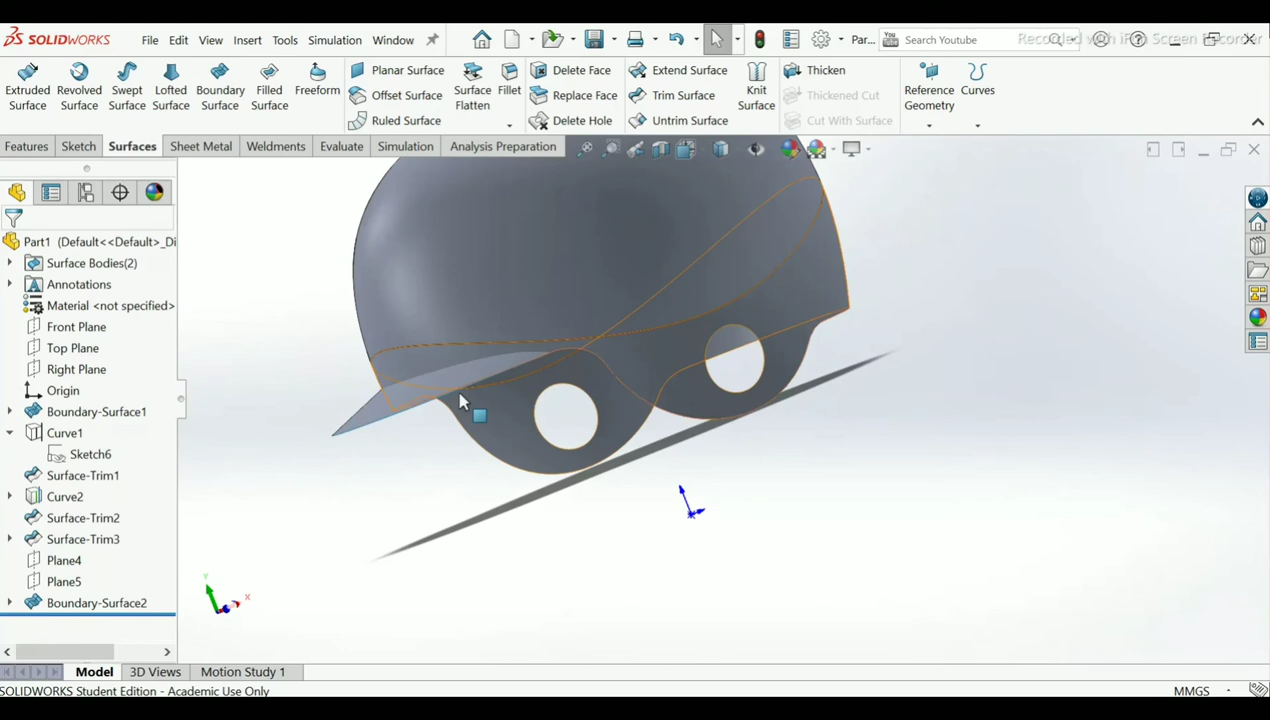 SOLIDWORKS File Edit View Insert Tools Simulation Window Par... Search Youtube Recorded with iFun Screen Recorder
Extruded Surface
Revolved Surface
Swept Surface
Lofted Surface
Boundary Surface
Filled Surface
Freeform
Planar Surface
Offset Surface
Ruled Surface
Surface Flatten
Fillet
Delete Face
Replace Face
Delete Hole
Extend Surface
Trim Surface
Untrim Surface
Knit Surface
Thicken
Thickened Cut
Cut With Surface
Reference Geometry
Curves
Features Sketch Surfaces Sheet Metal Weldments Evaluate Simulation Analysis Preparation
Part1 (Default<<Default>_Di
Surface Bodies(2)
Annotations
Material <not specified>
Front Plane
Top Plane
Right Plane
Origin
Boundary-Surface1
Curve1
Sketch6
Surface-Trim1
Curve2
Surface-Trim2
Surface-Trim3
Plane4
Plane5
Boundary-Surface2
Y
X
Model 3D Views Motion Study 1
SOLIDWORKS Student Edition - Academic Use Only MMGS